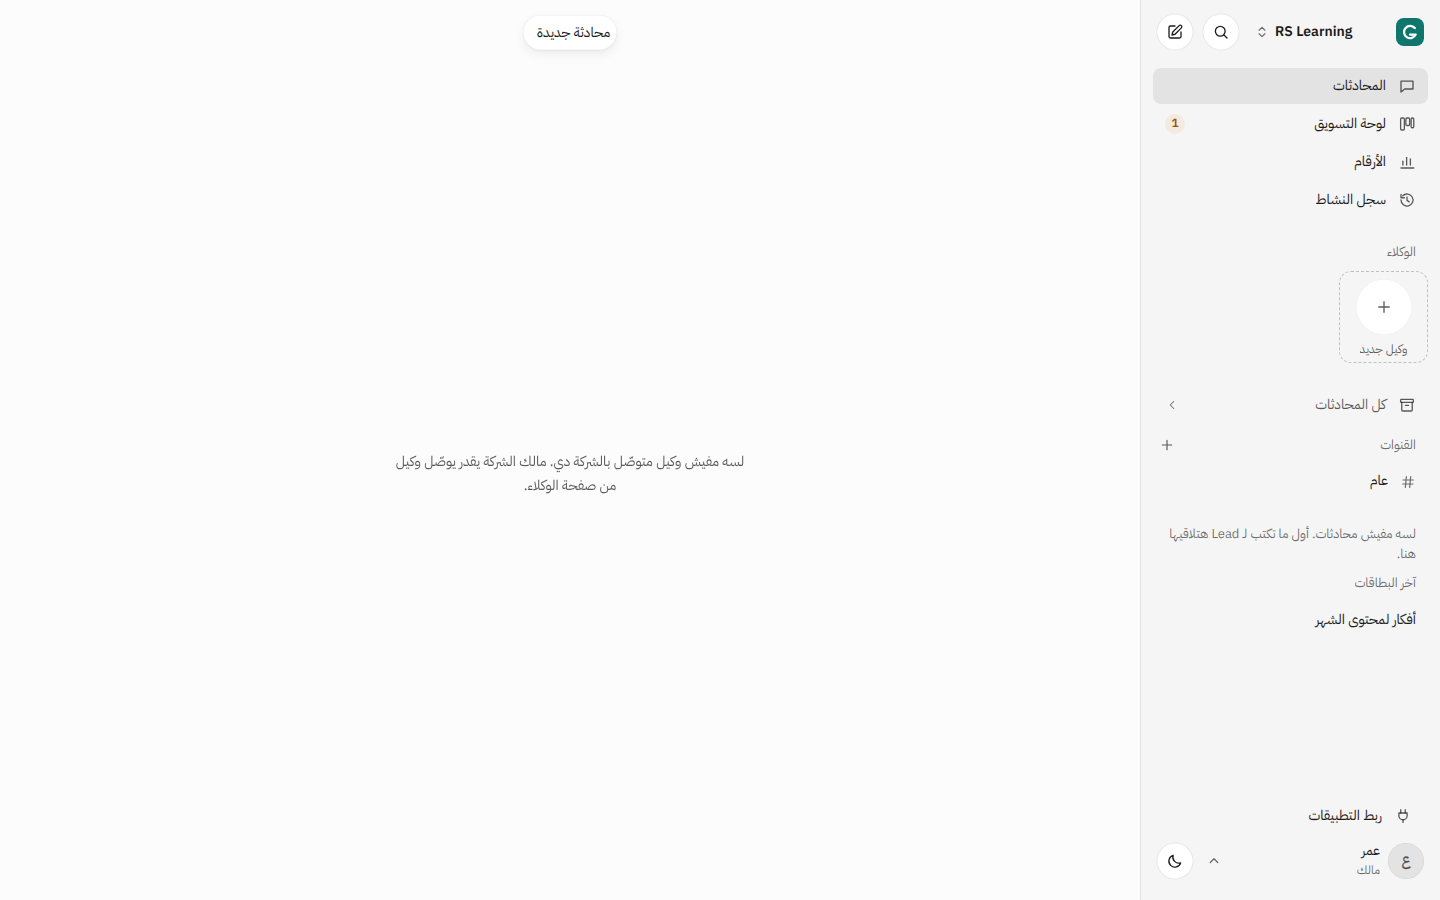 RS Learning
المحادثات
لوحة التسويق
1
الأرقام
سجل النشاط
الوكلاء
وكيل جديد
كل المحادثات
القنوات
عام
لسه مفيش محادثات. أول ما تكتب لـ Lead هتلاقيها
هنا.
آخر البطاقات
أفكار لمحتوى الشهر
ربط التطبيقات
ع
عمر
مالك
محادثة جديدة
لسه مفيش وكيل متوصّل بالشركة دي. مالك الشركة يقدر يوصّل وكيل
من صفحة الوكلاء.